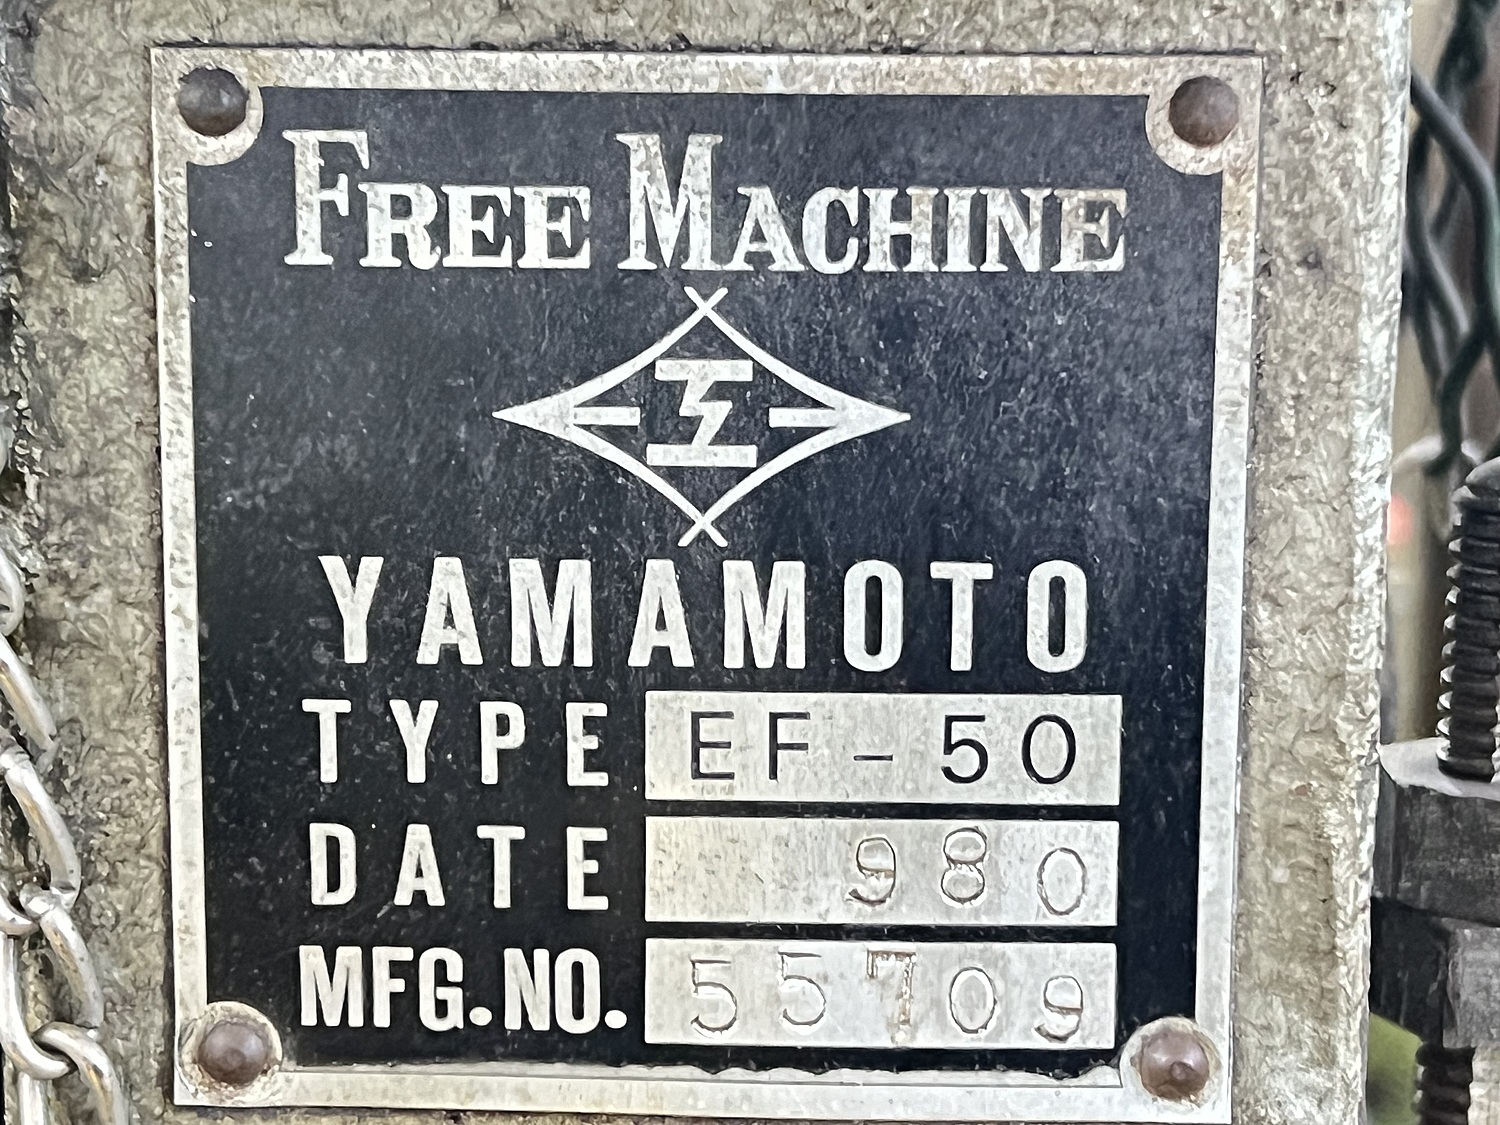 FREE MACHINE
YAMAMOTO
TYPE EF-50
DATE 980
MFG.NO. 55709